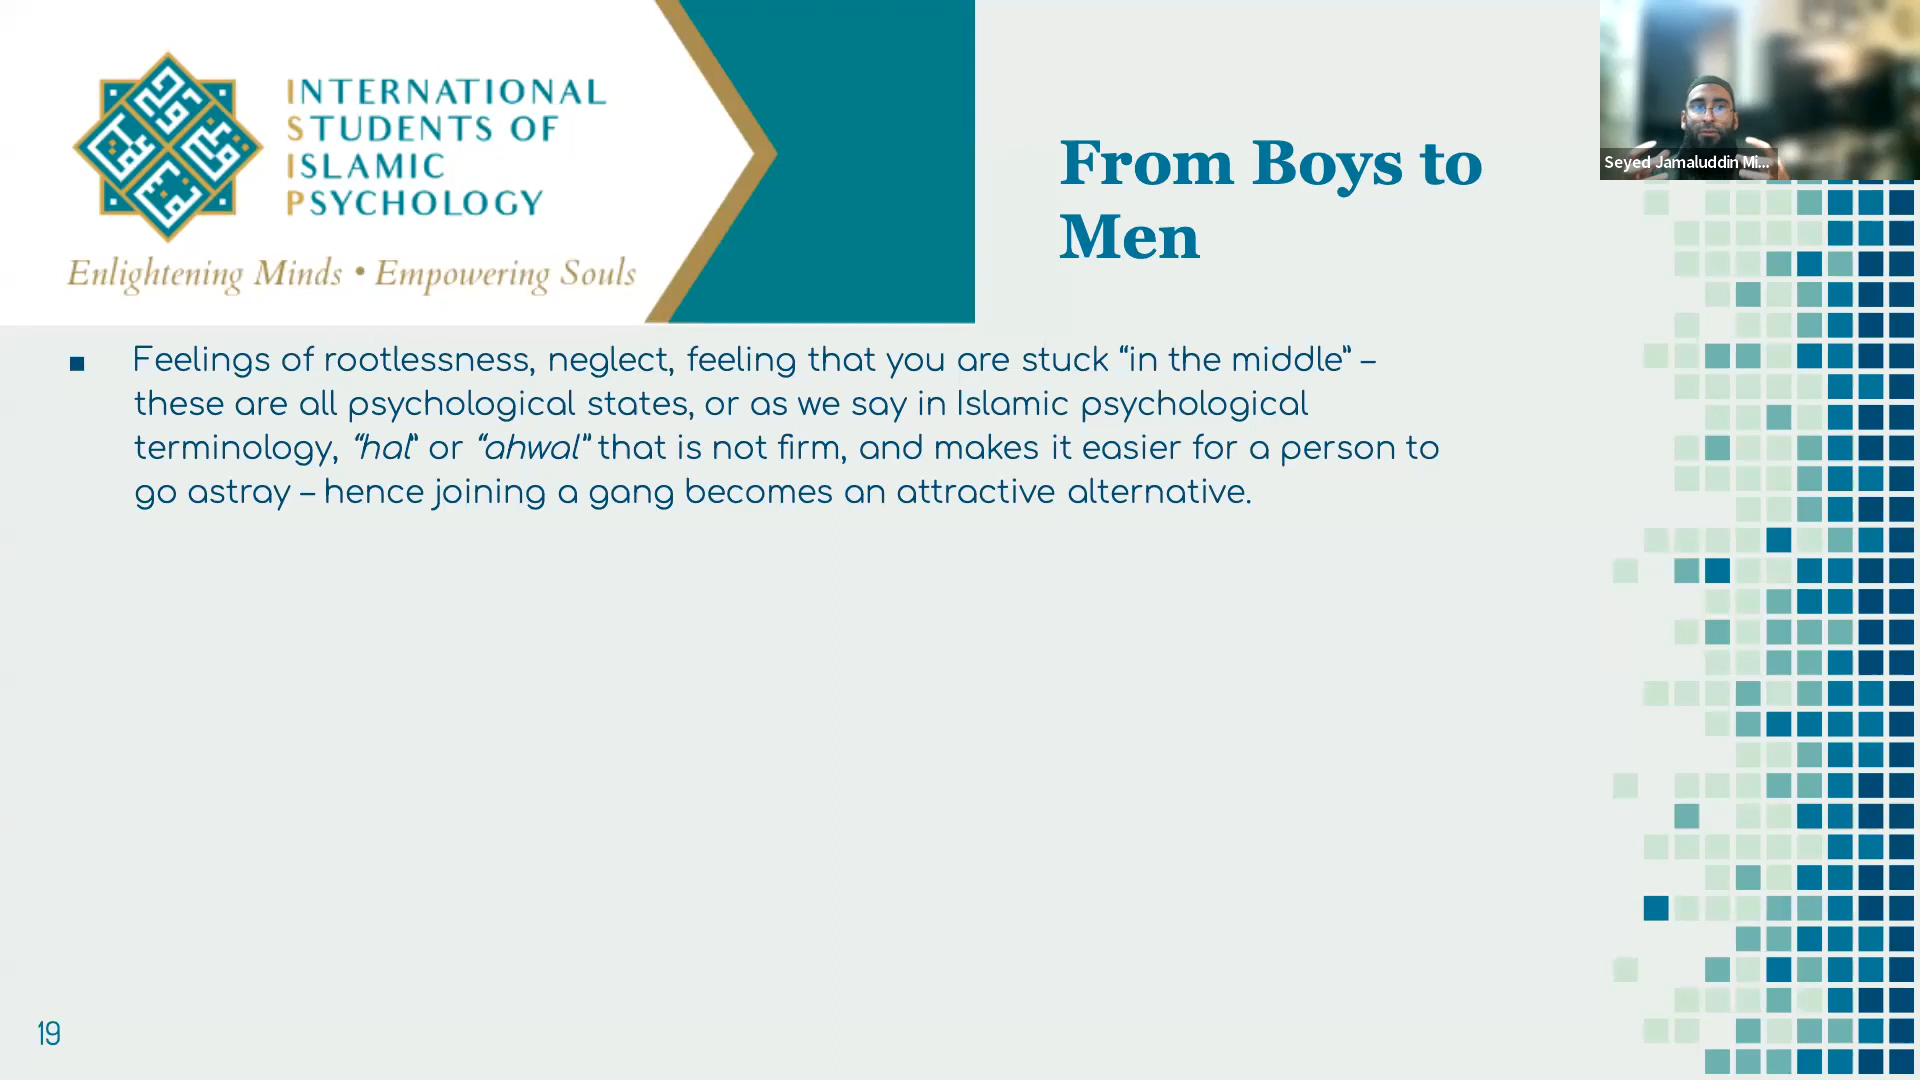 INTERNATIONAL
STUDENTS OF
ISLAMIC
PSYCHOLOGY
Enlightening Minds • Empowering Souls
From Boys to
Men
Seyed Jamaluddin Mi...
■ Feelings of rootlessness, neglect, feeling that you are stuck “in the middle” –
these are all psychological states, or as we say in Islamic psychological
terminology, “hal” or “ahwal” that is not firm, and makes it easier for a person to
go astray – hence joining a gang becomes an attractive alternative.
19